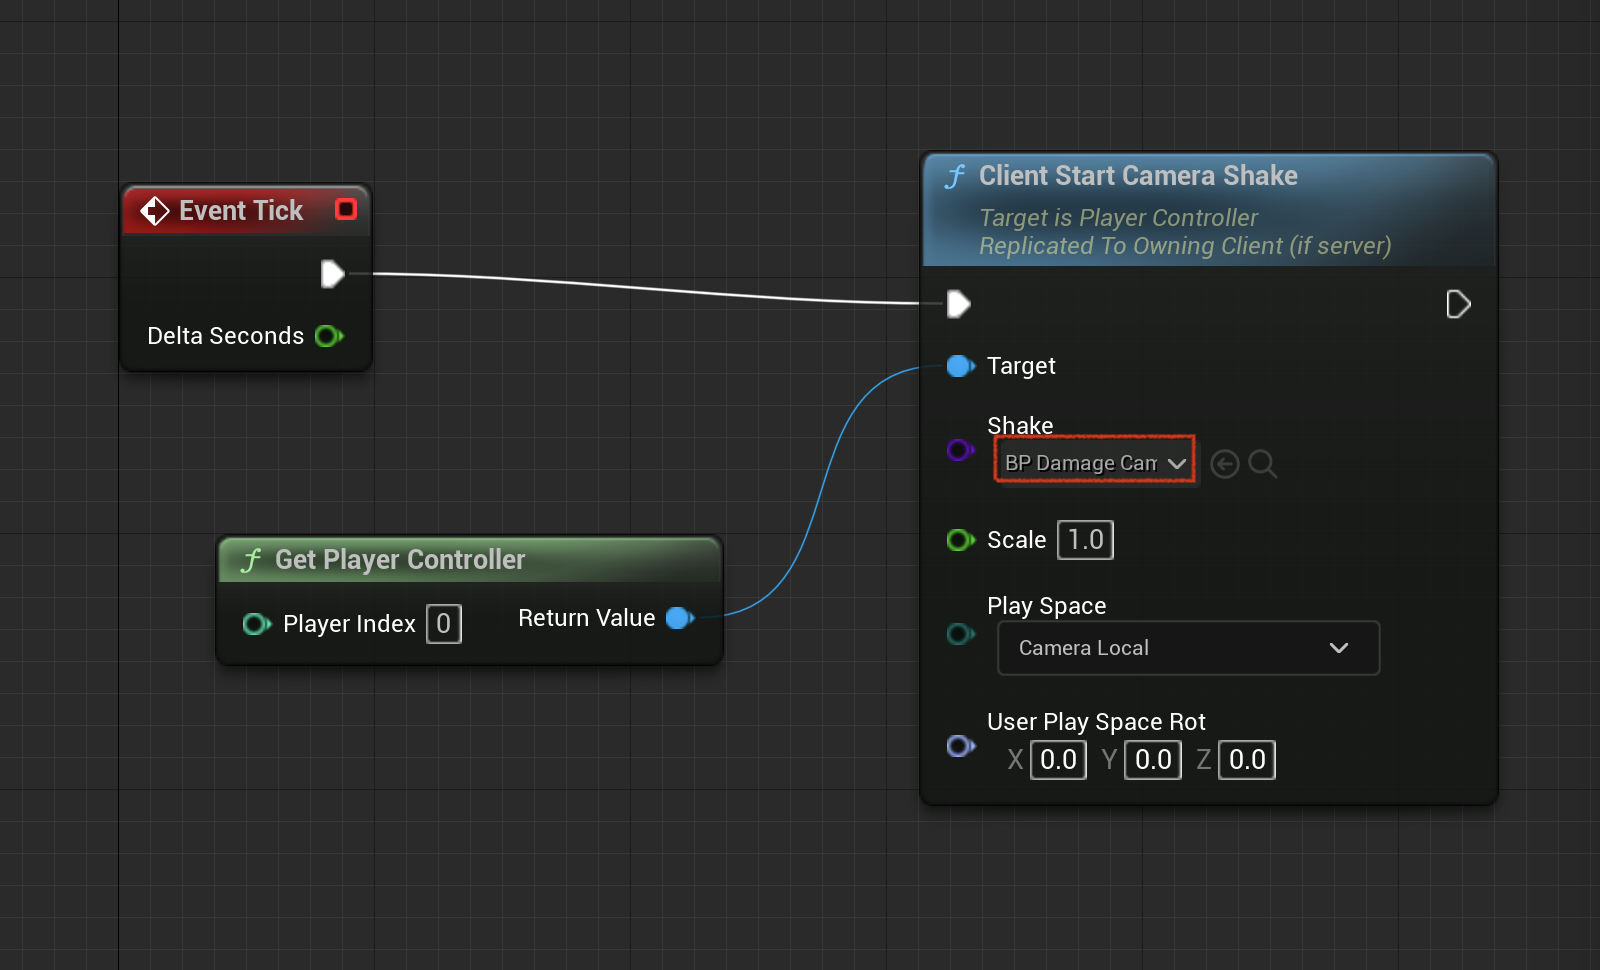 Event Tick
Delta Seconds
f Get Player Controller
Player Index 0
Return Value
f Client Start Camera Shake
Target is Player Controller
Replicated To Owning Client (if server)
Target
Shake
BP Damage Cam
Scale 1.0
Play Space
Camera Local
User Play Space Rot
X 0.0 Y 0.0 Z 0.0